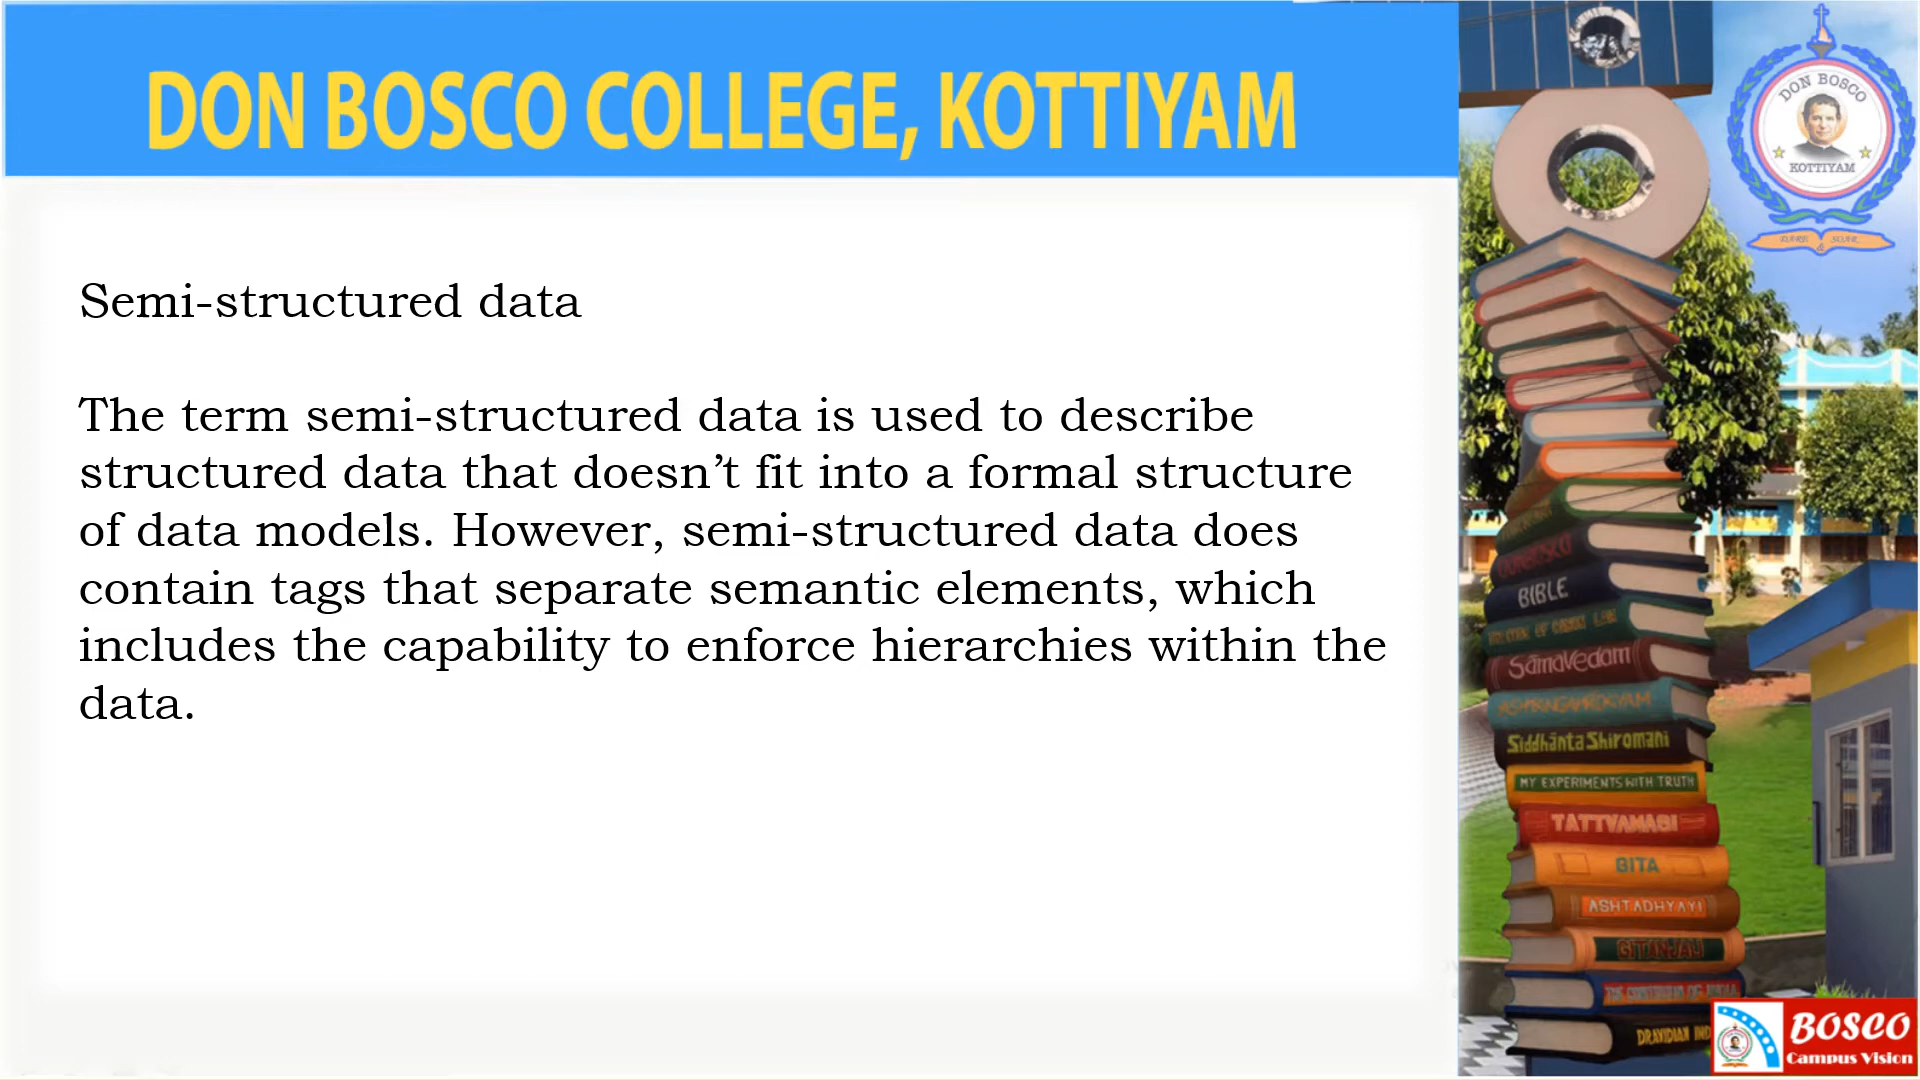 DON BOSCO COLLEGE, KOTTIYAM
DON BOSCO
KOTTIYAM
Semi-structured data
The term semi-structured data is used to describe
structured data that doesn’t fit into a formal structure
of data models. However, semi-structured data does
contain tags that separate semantic elements, which
includes the capability to enforce hierarchies within the
data.
BIBLE
SāmaVedam
Siddhānta Shiromani
MY EXPERIMENTS WITH TRUTH
GITA
ASHTADHYAYI
GITANJALI
DRAVIDIAN
BOSCO
Campus Vision